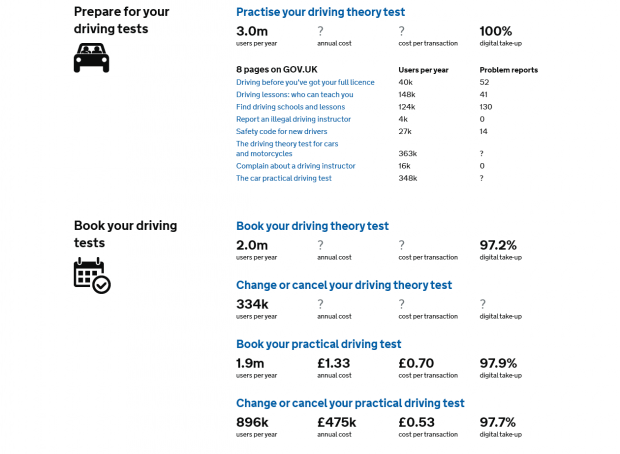 Prepare for your
driving tests
Practise your driving theory test
3.0m ? ? 100%
users per year annual cost cost per transaction digital take-up
8 pages on GOV.UK Users per year Problem reports
Driving before you've got your full licence 40k 52
Driving lessons: who can teach you 148k 41
Find driving schools and lessons 124k 130
Report an illegal driving instructor 4k 0
Safety code for new drivers 27k 14
The driving theory test for cars
and motorcycles 363k ?
Complain about a driving instructor 16k 0
The car practical driving test 348k ?
Book your driving
tests
Book your driving theory test
2.0m ? ? 97.2%
users per year annual cost cost per transaction digital take-up
Change or cancel your driving theory test
334k ? ? ?
users per year annual cost cost per transaction digital take-up
Book your practical driving test
1.9m £1.33 £0.70 97.9%
users per year annual cost cost per transaction digital take-up
Change or cancel your practical driving test
896k £475k £0.53 97.7%
users per year annual cost cost per transaction digital take-up